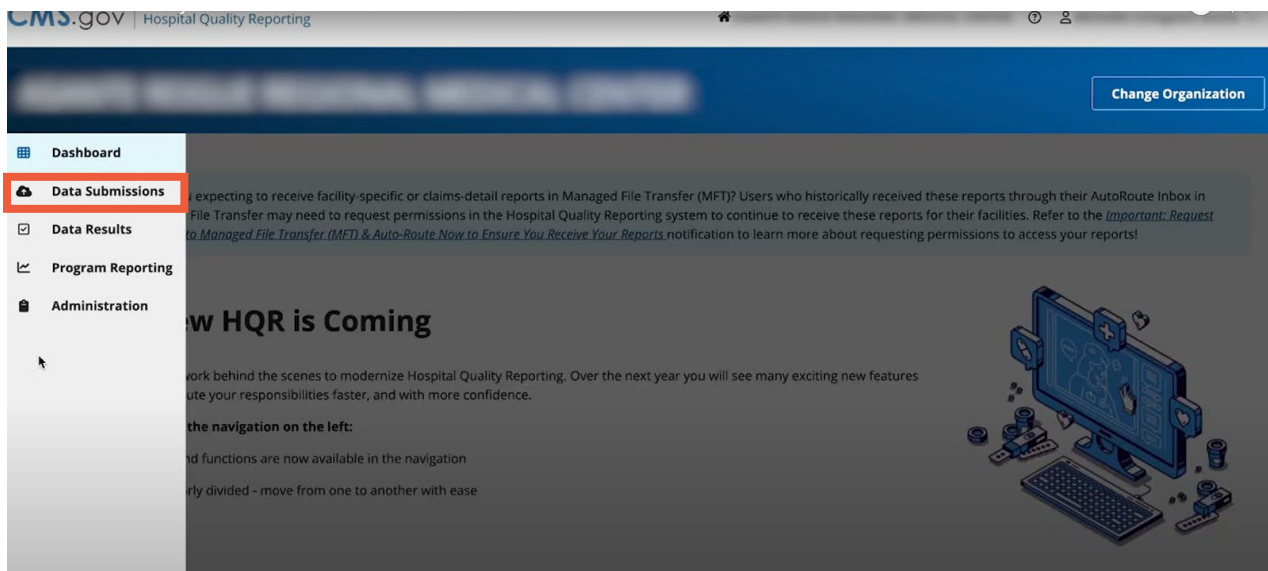 CMS.gov | Hospital Quality Reporting
Change Organization
Dashboard
Data Submissions
Data Results
Program Reporting
Administration
expecting to receive facility-specific or claims-detail reports in Managed File Transfer (MFT)? Users who historically received these reports through their AutoRoute Inbox in
File Transfer may need to request permissions in the Hospital Quality Reporting system to continue to receive these reports for their facilities. Refer to the Important: Request
to Managed File Transfer (MFT) & Auto-Route Now to Ensure You Receive Your Reports notification to learn more about requesting permissions to access your reports!
HQR is Coming
work behind the scenes to modernize Hospital Quality Reporting. Over the next year you will see many exciting new features
your responsibilities faster, and with more confidence.
the navigation on the left:
functions are now available in the navigation
divided - move from one to another with ease